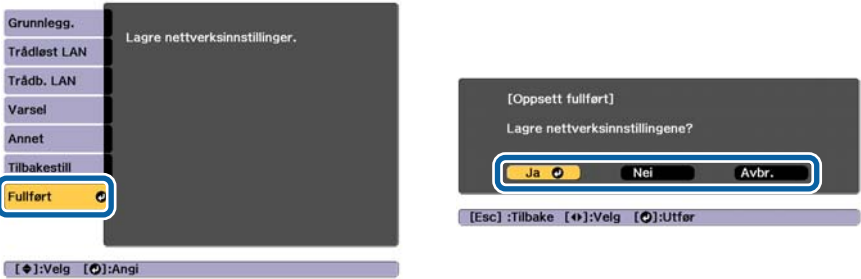 Grunnlegg.
Trådløst LAN
Trådb. LAN
Varsel
Annet
Tilbakestill
Fullført
Lagre nettverksinnstillinger.
[ ]:Velg [ ]:Angi
[Oppsett fullført]
Lagre nettverksinnstillingene?
Ja Nei Avbr.
[Esc] :Tilbake [ ]:Velg [ ]:Utfør